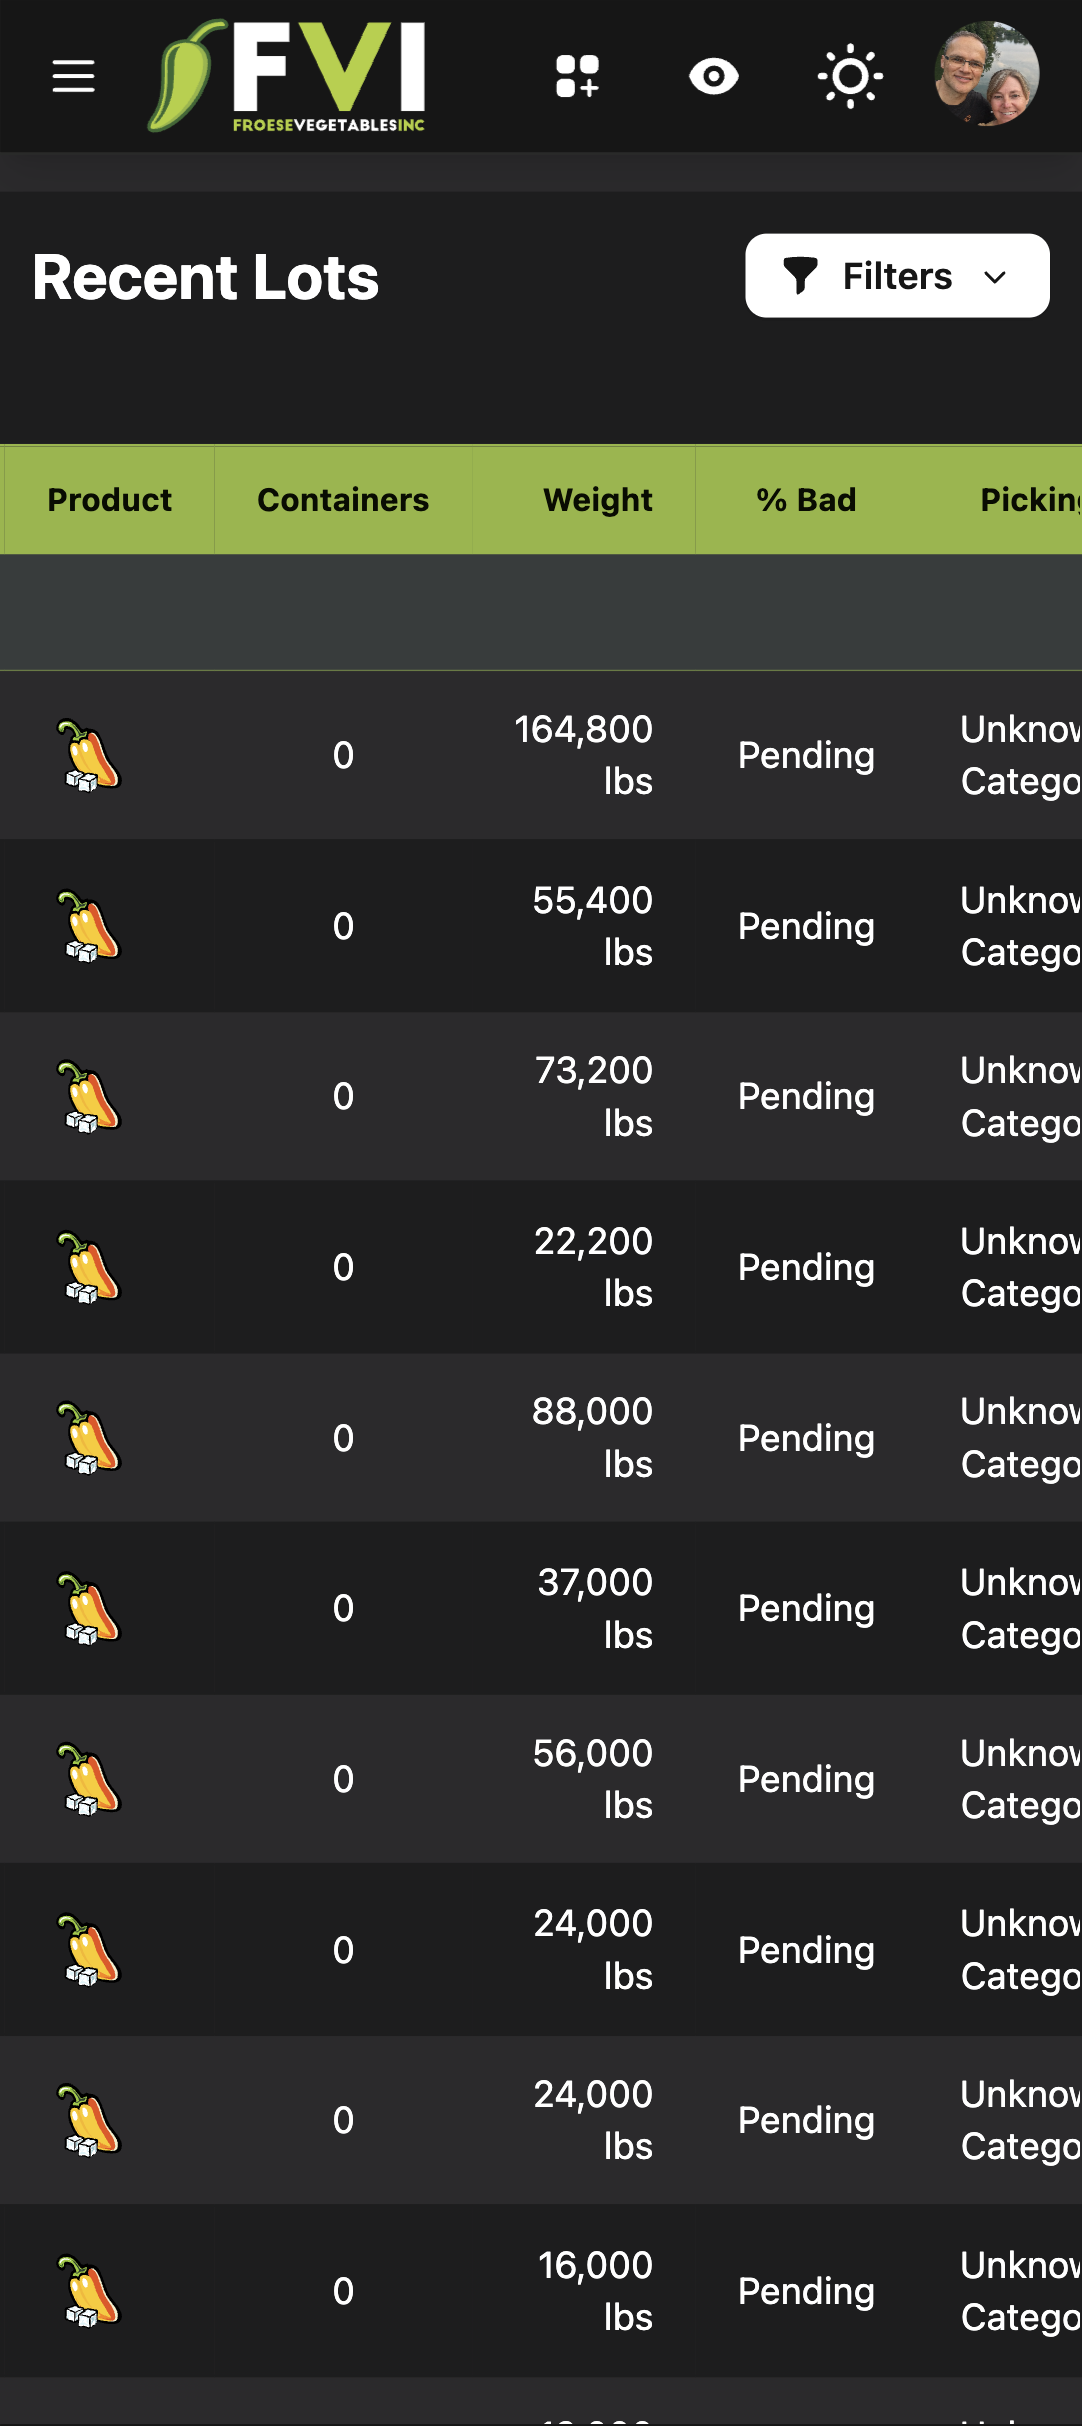 FVI
FROESEVEGETABLESINC
Recent Lots
Filters
Product Containers Weight % Bad
0 164,800 lbs Pending
0 55,400 lbs Pending
0 73,200 lbs Pending
0 22,200 lbs Pending
0 88,000 lbs Pending
0 37,000 lbs Pending
0 56,000 lbs Pending
0 24,000 lbs Pending
0 24,000 lbs Pending
0 16,000 lbs Pending